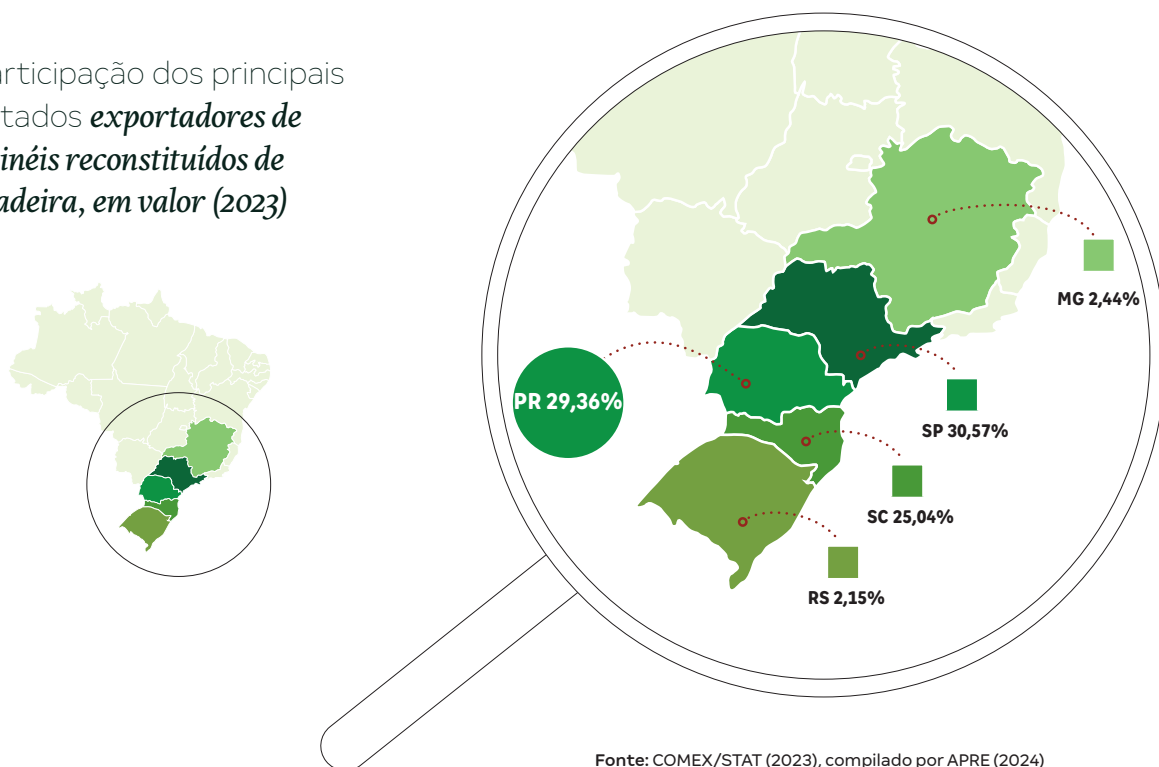 articipação dos principais
tados exportadores de
inéis reconstituídos de
adeira, em valor (2023)
MG 2,44%
PR 29,36%
SP 30,57%
SC 25,04%
RS 2,15%
Fonte: COMEX/STAT (2023), compilado por APRE (2024)